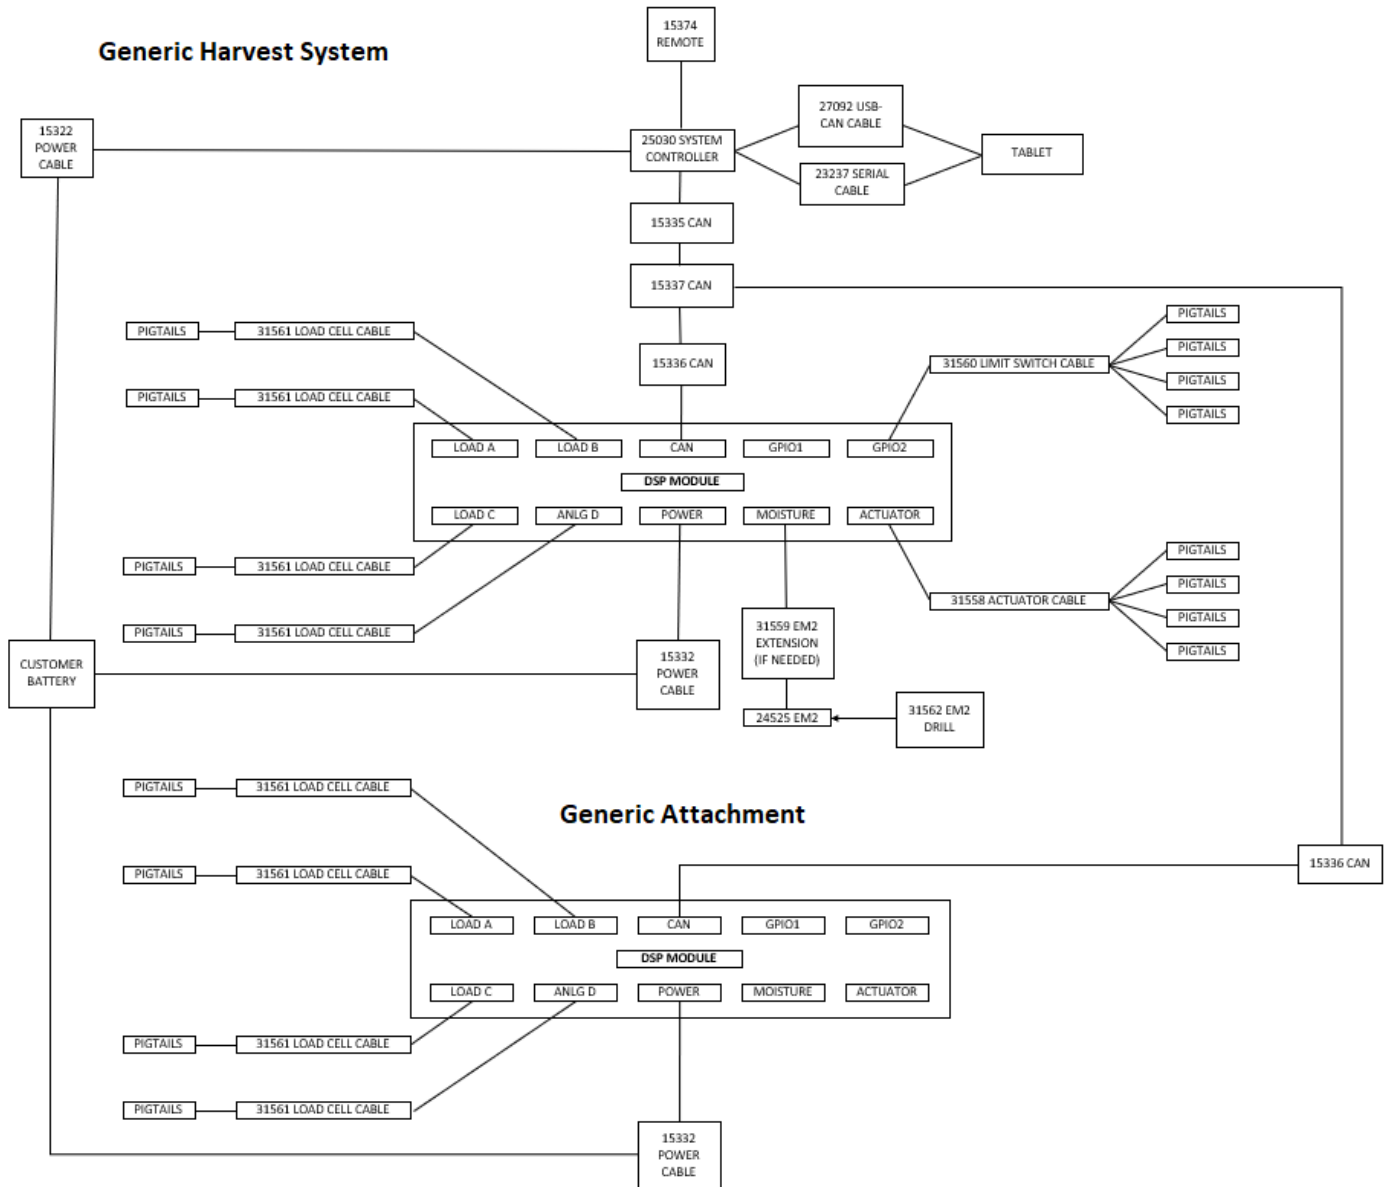 15374
REMOTE
Generic Harvest System
27092 USB-
CAN CABLE
15322
POWER
CABLE
25030 SYSTEM
CONTROLLER
TABLET
23237 SERIAL
CABLE
15335 CAN
15337 CAN
PIGTAILS
PIGTAILS
31561 LOAD CELL CABLE
PIGTAILS
15336 CAN
31560 LIMIT SWITCH CABLE
PIGTAILS
PIGTAILS
31561 LOAD CELL CABLE
PIGTAILS
LOAD A
LOAD B
CAN
GPIO1
GPIO2
DSP MODULE
LOAD C
ANLG D
POWER
MOISTURE
ACTUATOR
PIGTAILS
PIGTAILS
31561 LOAD CELL CABLE
PIGTAILS
31558 ACTUATOR CABLE
PIGTAILS
PIGTAILS
31561 LOAD CELL CABLE
31559 EM2
EXTENSION
(IF NEEDED)
PIGTAILS
CUSTOMER
BATTERY
15332
POWER
CABLE
24525 EM2
31562 EM2
DRILL
PIGTAILS
31561 LOAD CELL CABLE
Generic Attachment
15336 CAN
PIGTAILS
31561 LOAD CELL CABLE
LOAD A
LOAD B
CAN
GPIO1
GPIO2
DSP MODULE
LOAD C
ANLG D
POWER
MOISTURE
ACTUATOR
PIGTAILS
31561 LOAD CELL CABLE
PIGTAILS
31561 LOAD CELL CABLE
15332
POWER
CABLE